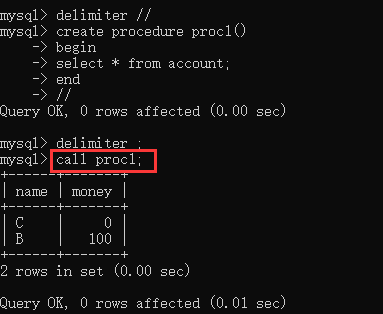 mysql> delimiter //
mysql> create procedure proc1()
    -> begin
    -> select * from account;
    -> end
    -> //
Query OK, 0 rows affected (0.00 sec)

mysql> delimiter ;
mysql> call proc1;
+------+-------+
| name | money |
+------+-------+
| C    |     0 |
| B    |   100 |
+------+-------+
2 rows in set (0.00 sec)

Query OK, 0 rows affected (0.01 sec)